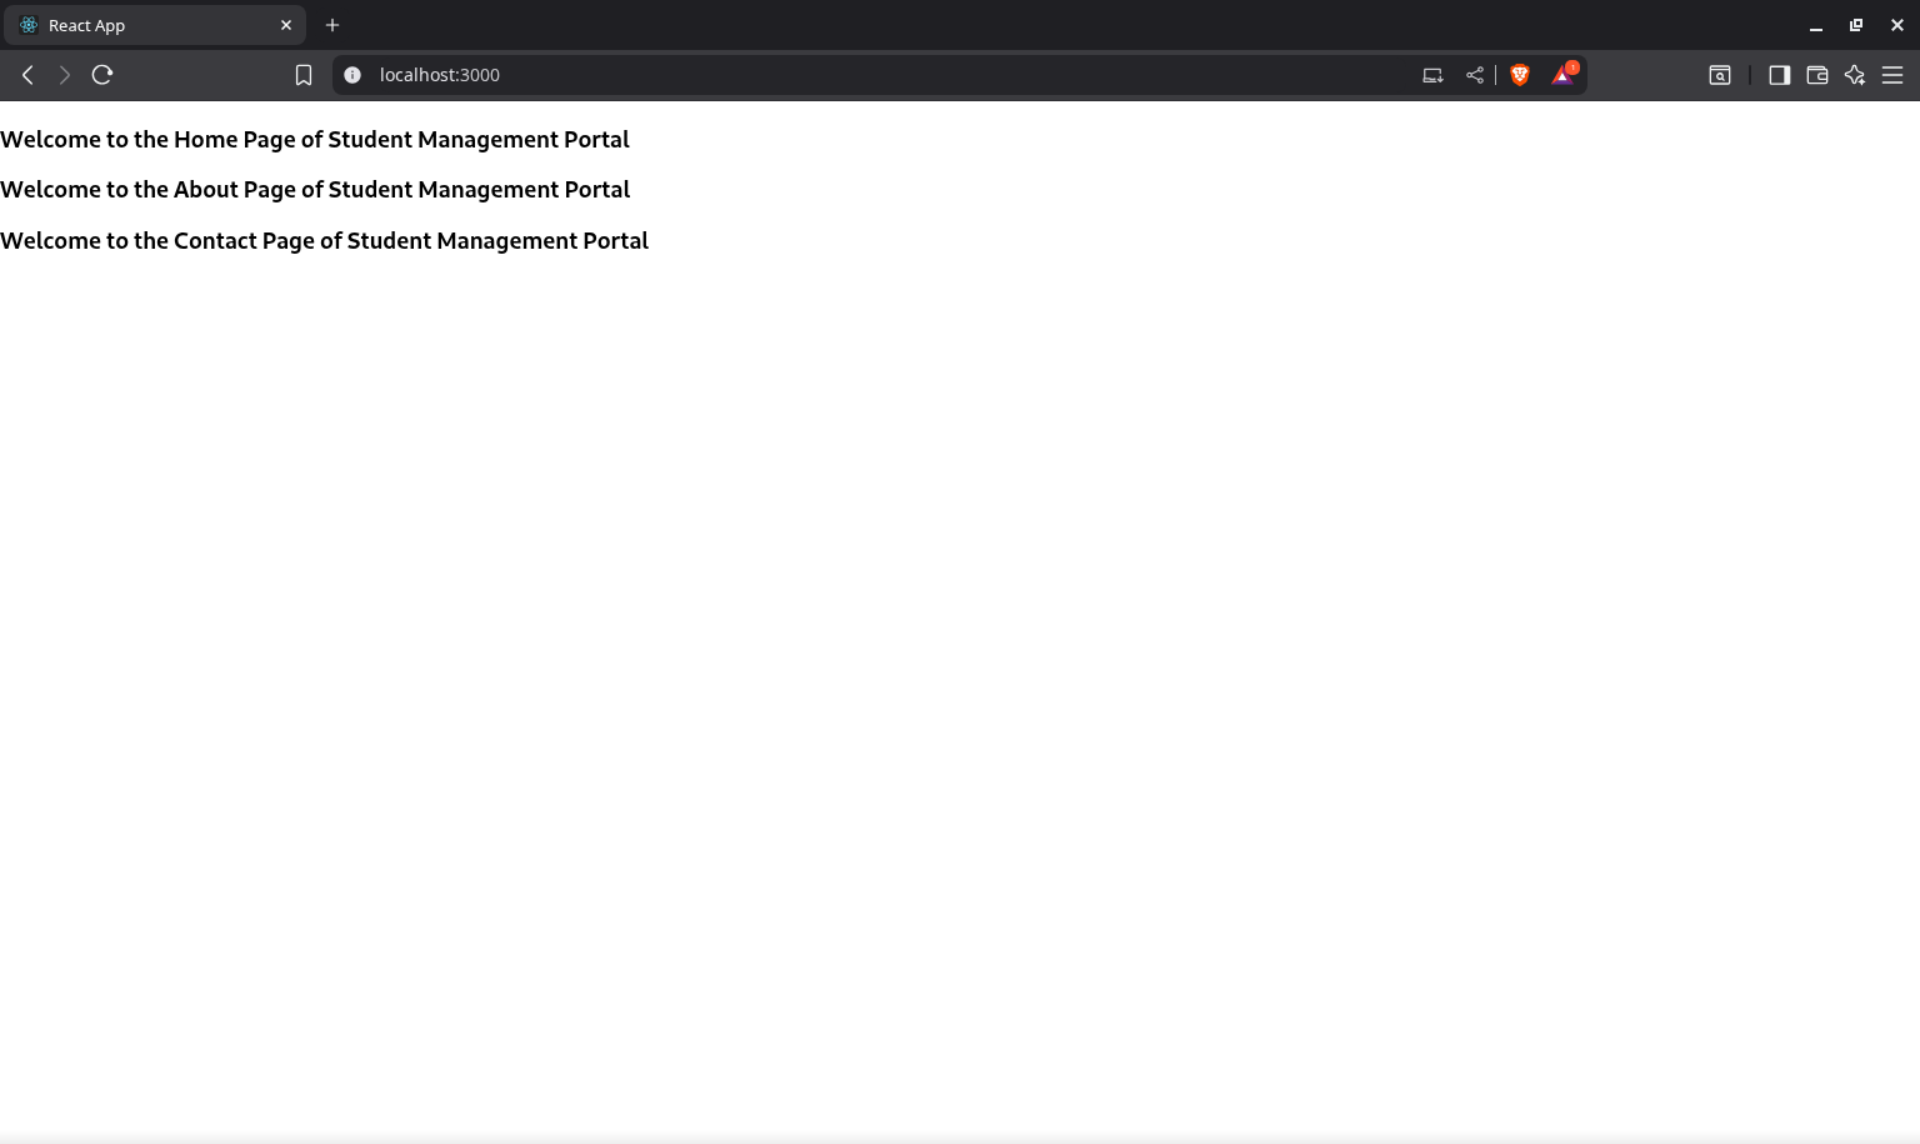 React App
localhost:3000
1
Welcome to the Home Page of Student Management Portal
Welcome to the About Page of Student Management Portal
Welcome to the Contact Page of Student Management Portal